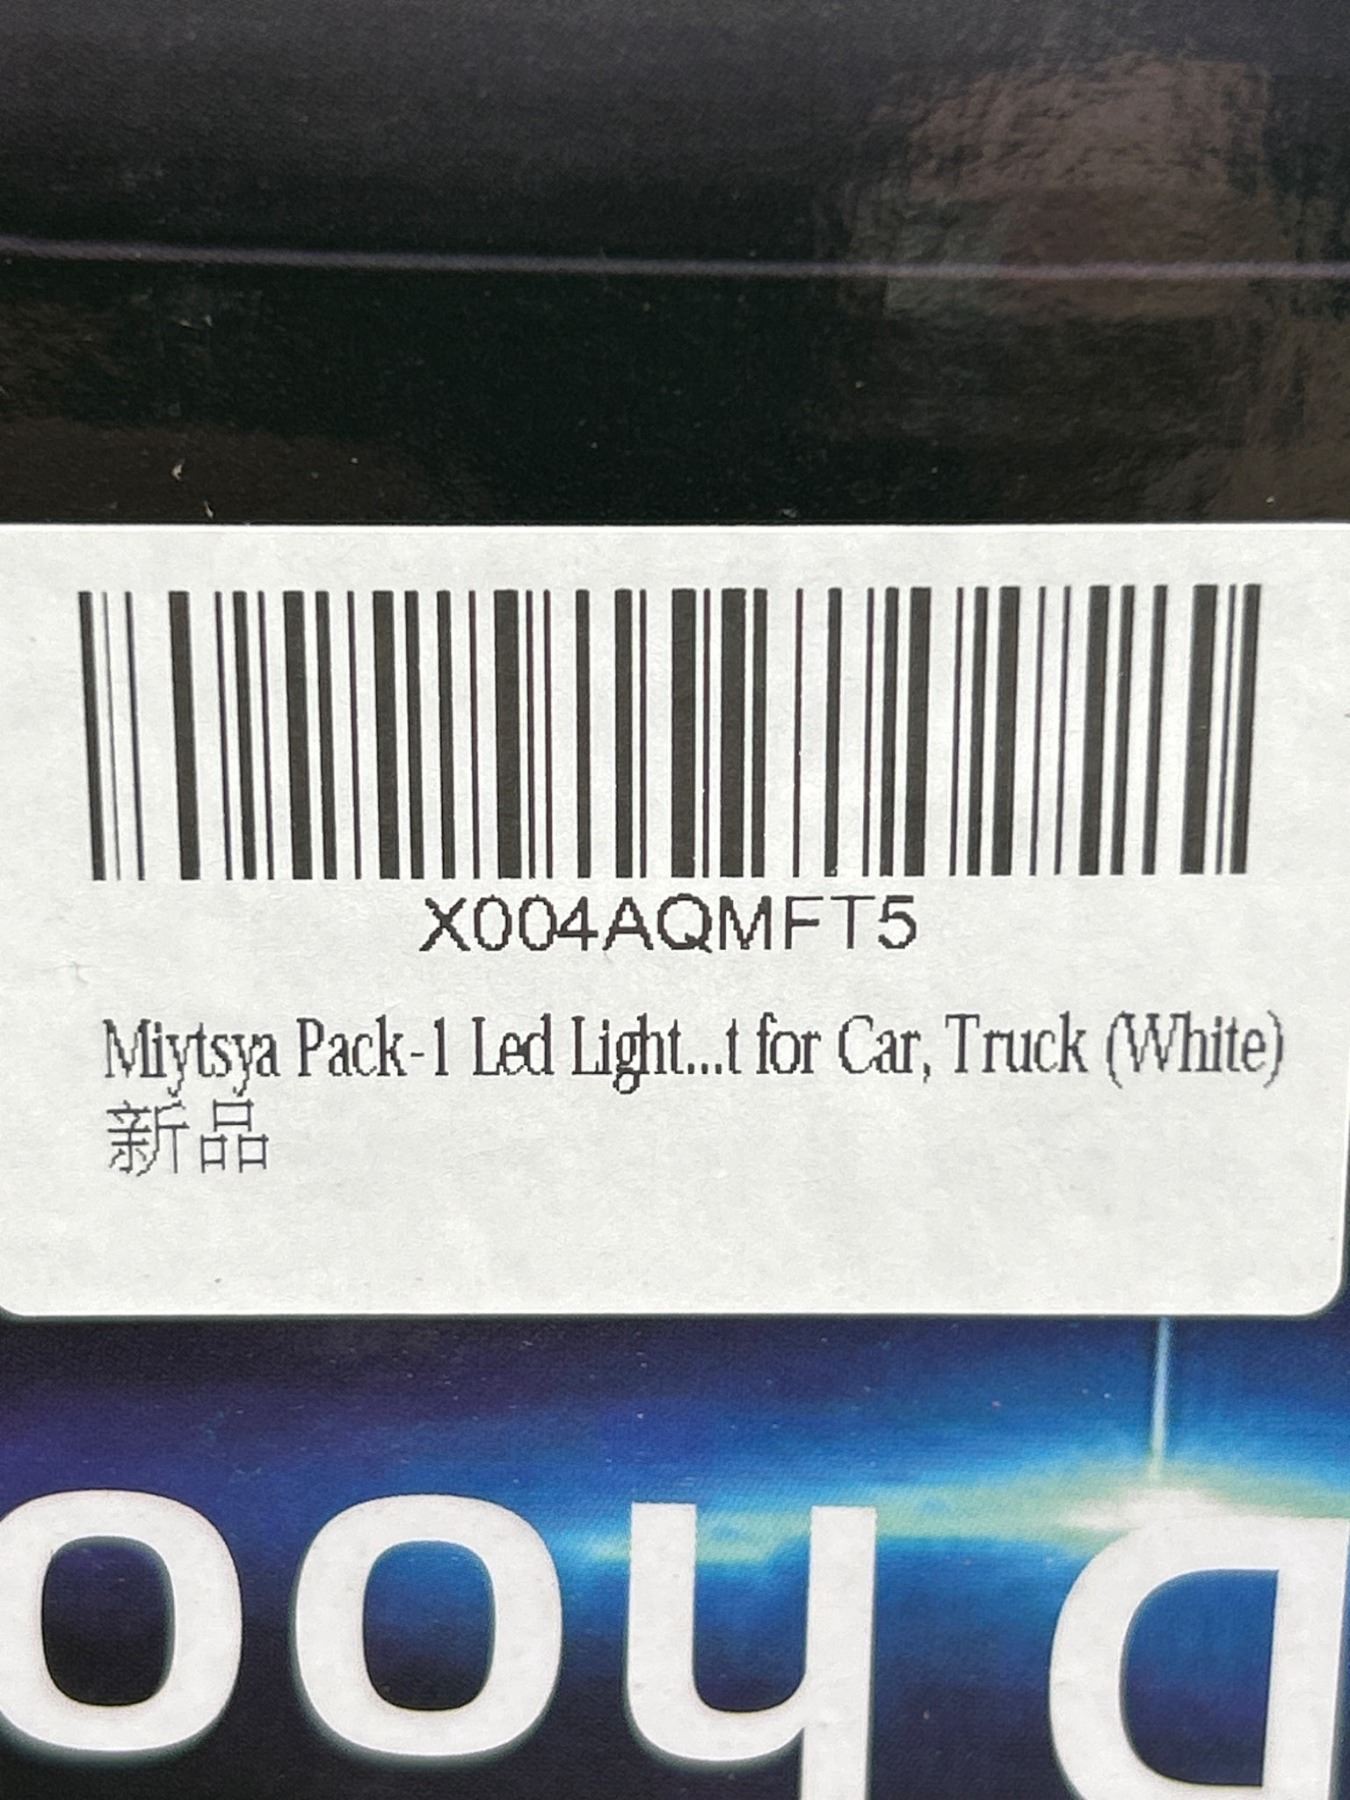 X004AQMFT5
Miytsya Pack-1 Led Light...t for Car, Truck (White)
新品